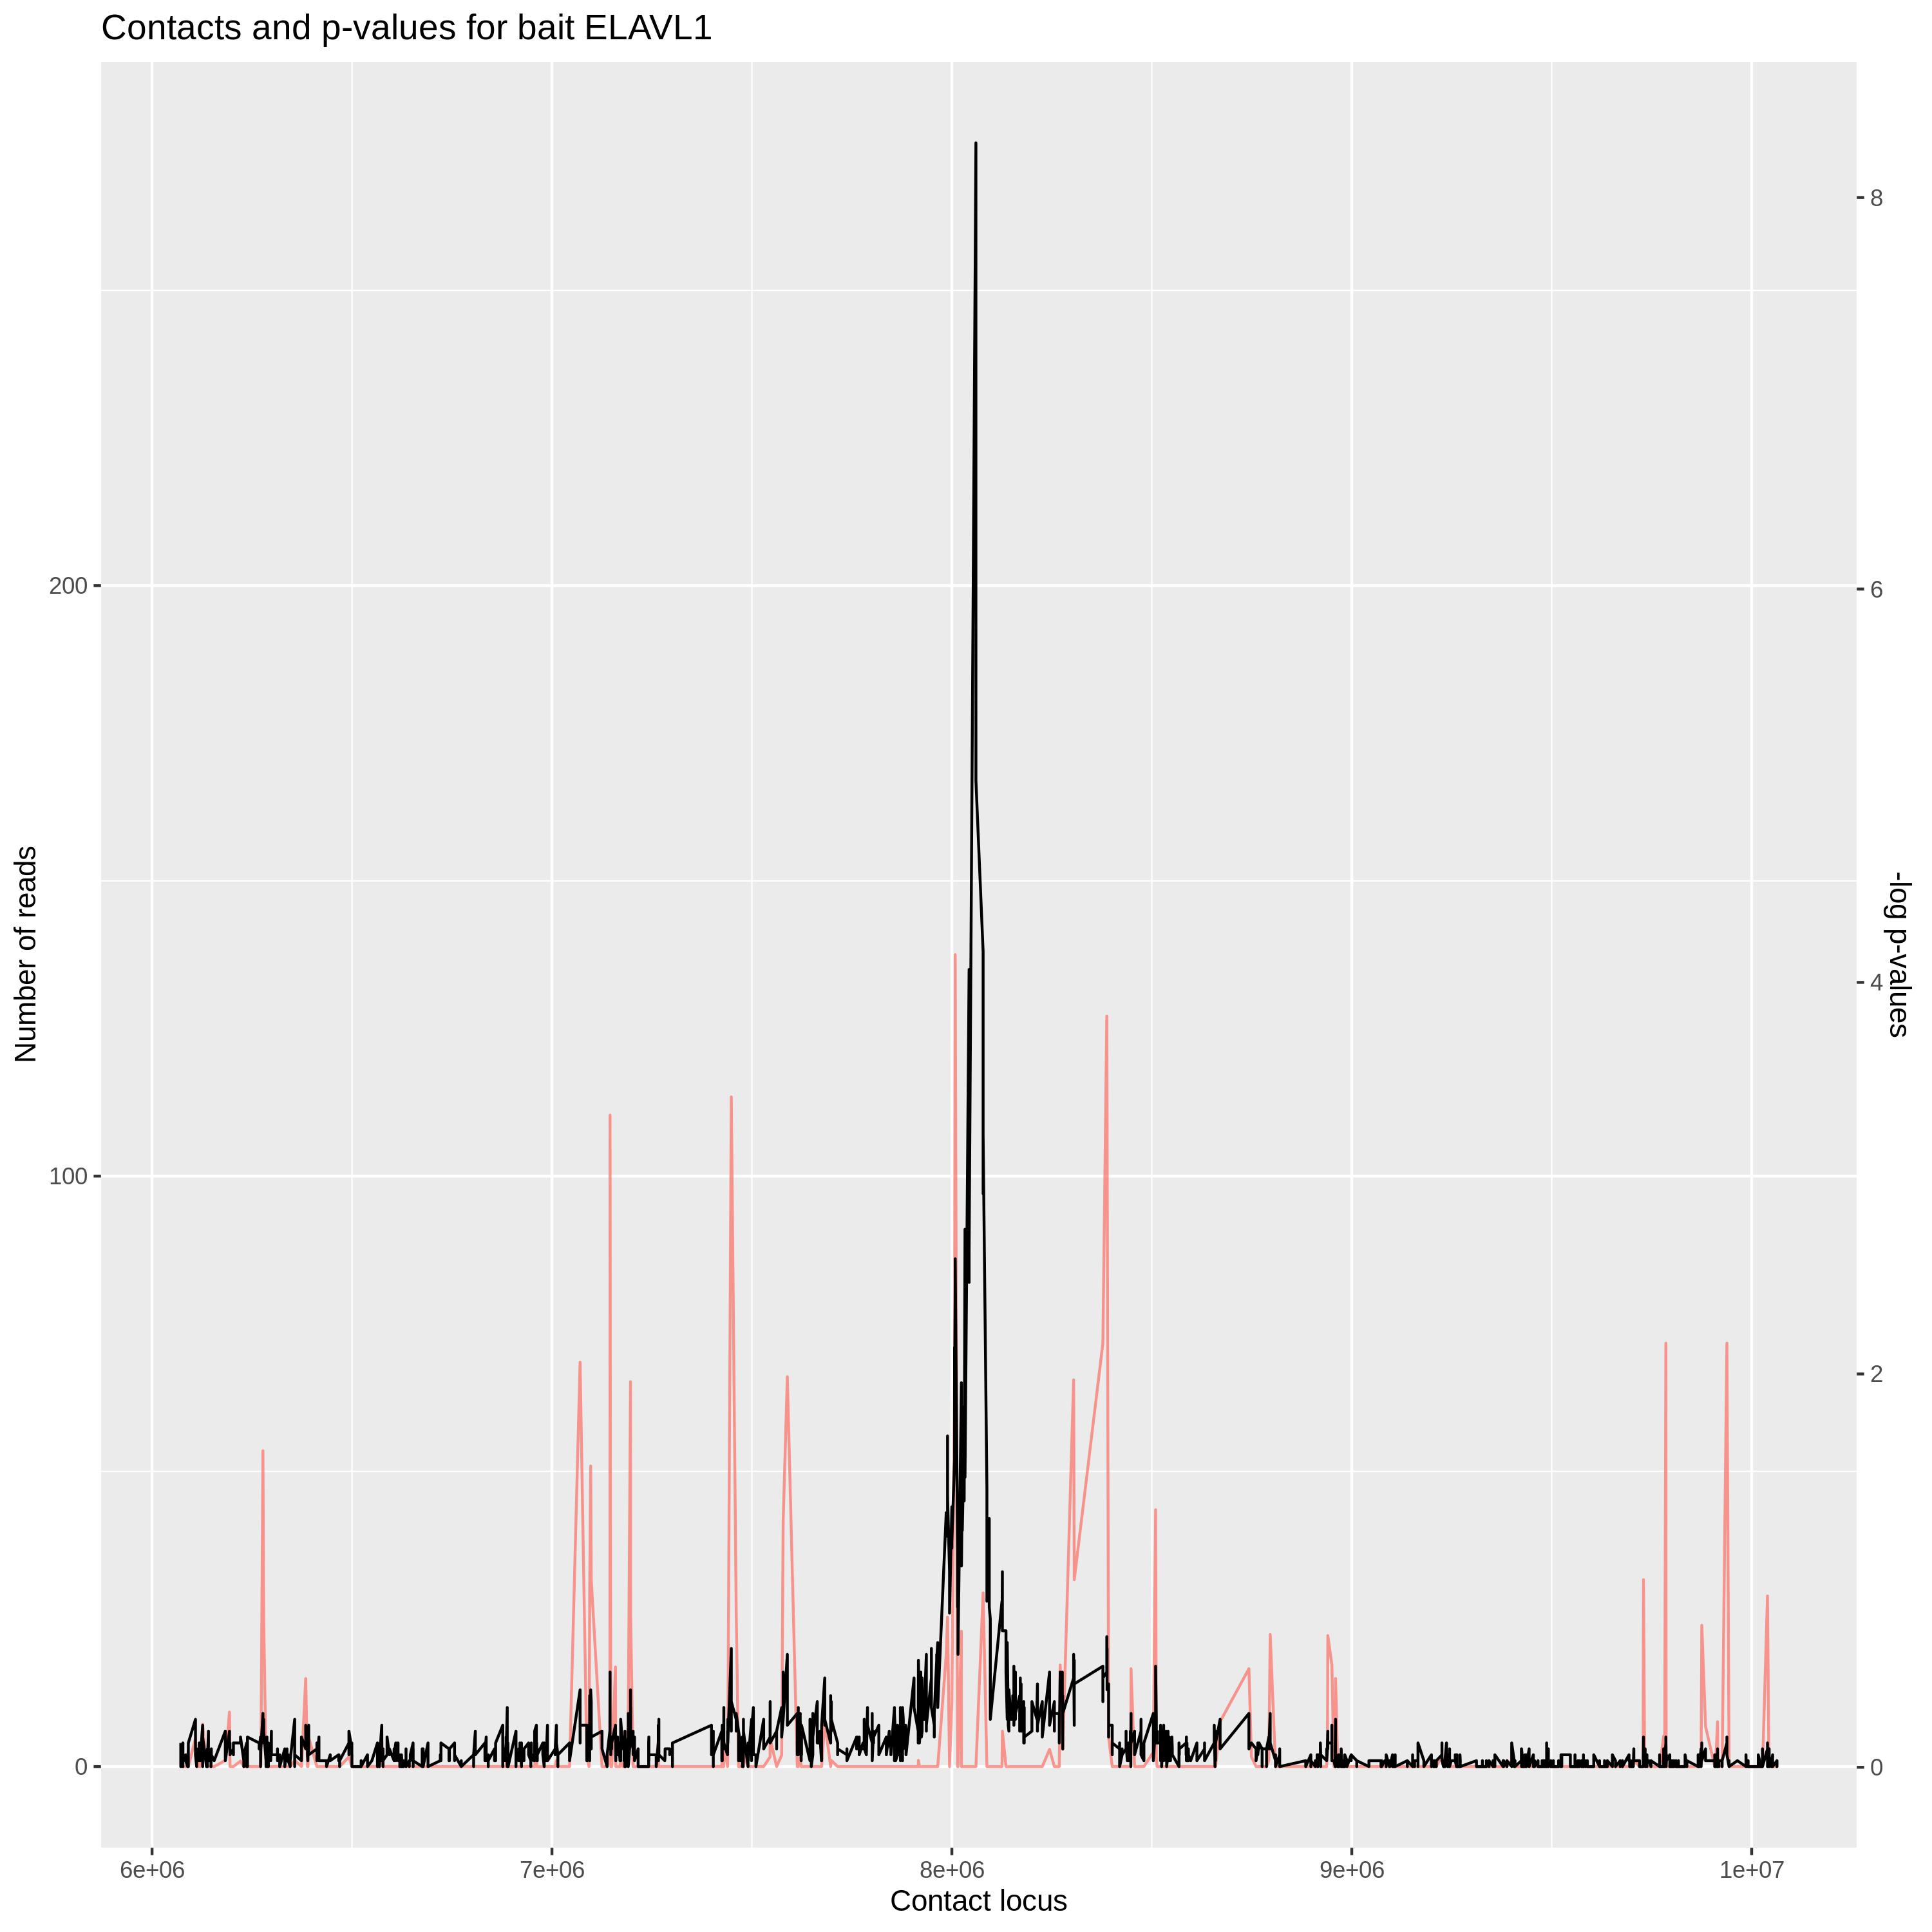 Contacts and p-values for bait ELAVL1
Number of reads
200
100
0
8
6
4
2
0
-log p-values
6e+06
7e+06
8e+06
9e+06
1e+07
Contact locus